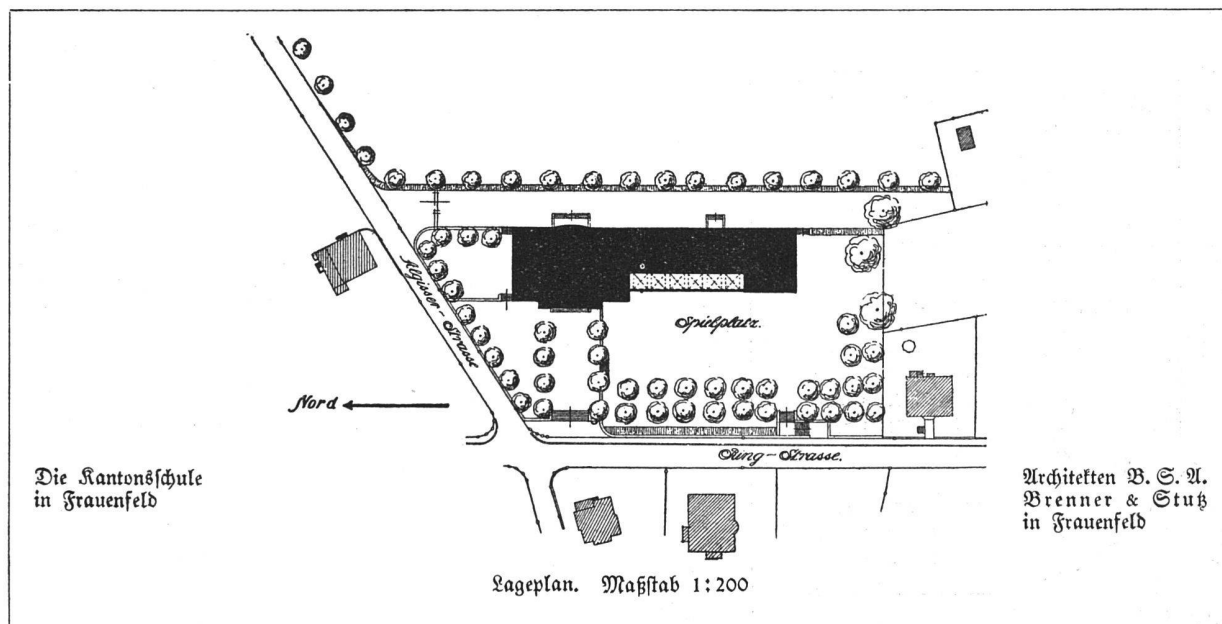 Algisser-Strasse
Spielplatz.
Nord
Ring-Strasse.
Die Kantonsschule
in Frauenfeld
Architekten B. S. A.
Brenner & Stutz
in Frauenfeld
Lageplan. Maßstab 1:200